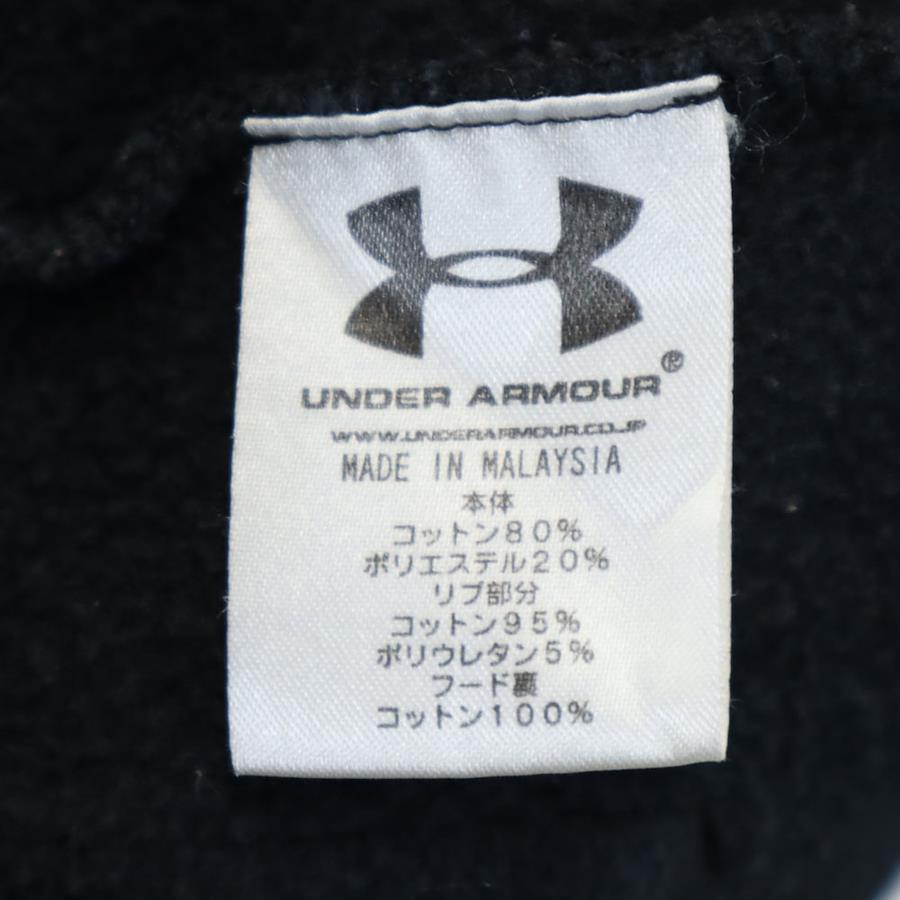 UNDER ARMOUR®
WWW.UNDERARMOUR.CO.JP
MADE IN MALAYSIA
本体
コットン80%
ポリエステル20%
リブ部分
コットン95%
ポリウレタン5%
フード裏
コットン100%